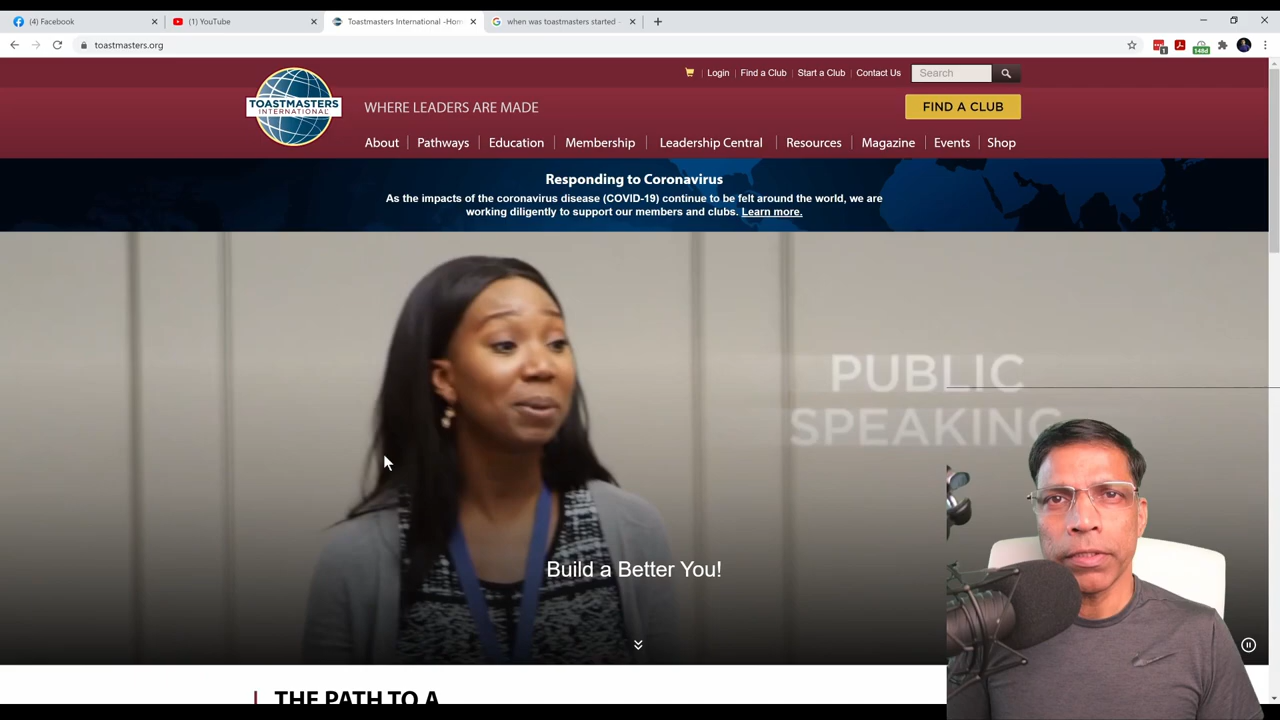 (4) Facebook
(1) YouTube
Toastmasters International -Hom
when was toastmasters started -
toastmasters.org
1
148d
Login
Find a Club
Start a Club
Contact Us
Search
TOASTMASTERS
INTERNATIONAL
WHERE LEADERS ARE MADE
FIND A CLUB
About
Pathways
Education
Membership
Leadership Central
Resources
Magazine
Events
Shop
Responding to Coronavirus
As the impacts of the coronavirus disease (COVID-19) continue to be felt around the world, we are
working diligently to support our members and clubs. Learn more.
PUBLIC
SPEAKING
Build a Better You!
THE PATH TO A